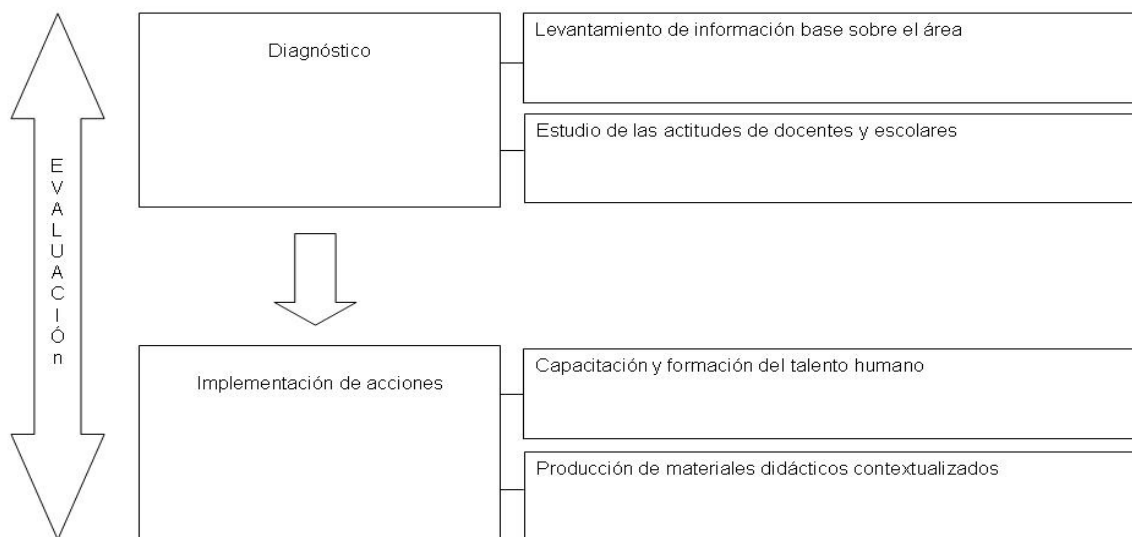 EVALUACIÓn
Diagnóstico
Levantamiento de información base sobre el área
Estudio de las actitudes de docentes y escolares
Implementación de acciones
Capacitación y formación del talento humano
Producción de materiales didácticos contextualizados